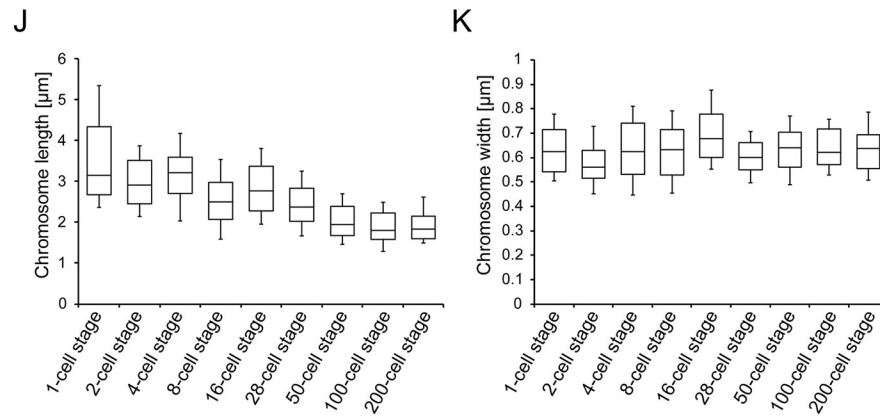 J
Chromosome length [µm]
6
5
4
3
2
1
0
1-cell stage
2-cell stage
4-cell stage
8-cell stage
16-cell stage
28-cell stage
50-cell stage
100-cell stage
200-cell stage
K
Chromosome width [µm]
1
0.9
0.8
0.7
0.6
0.5
0.4
0.3
0.2
0.1
0
1-cell stage
2-cell stage
4-cell stage
8-cell stage
16-cell stage
28-cell stage
50-cell stage
100-cell stage
200-cell stage